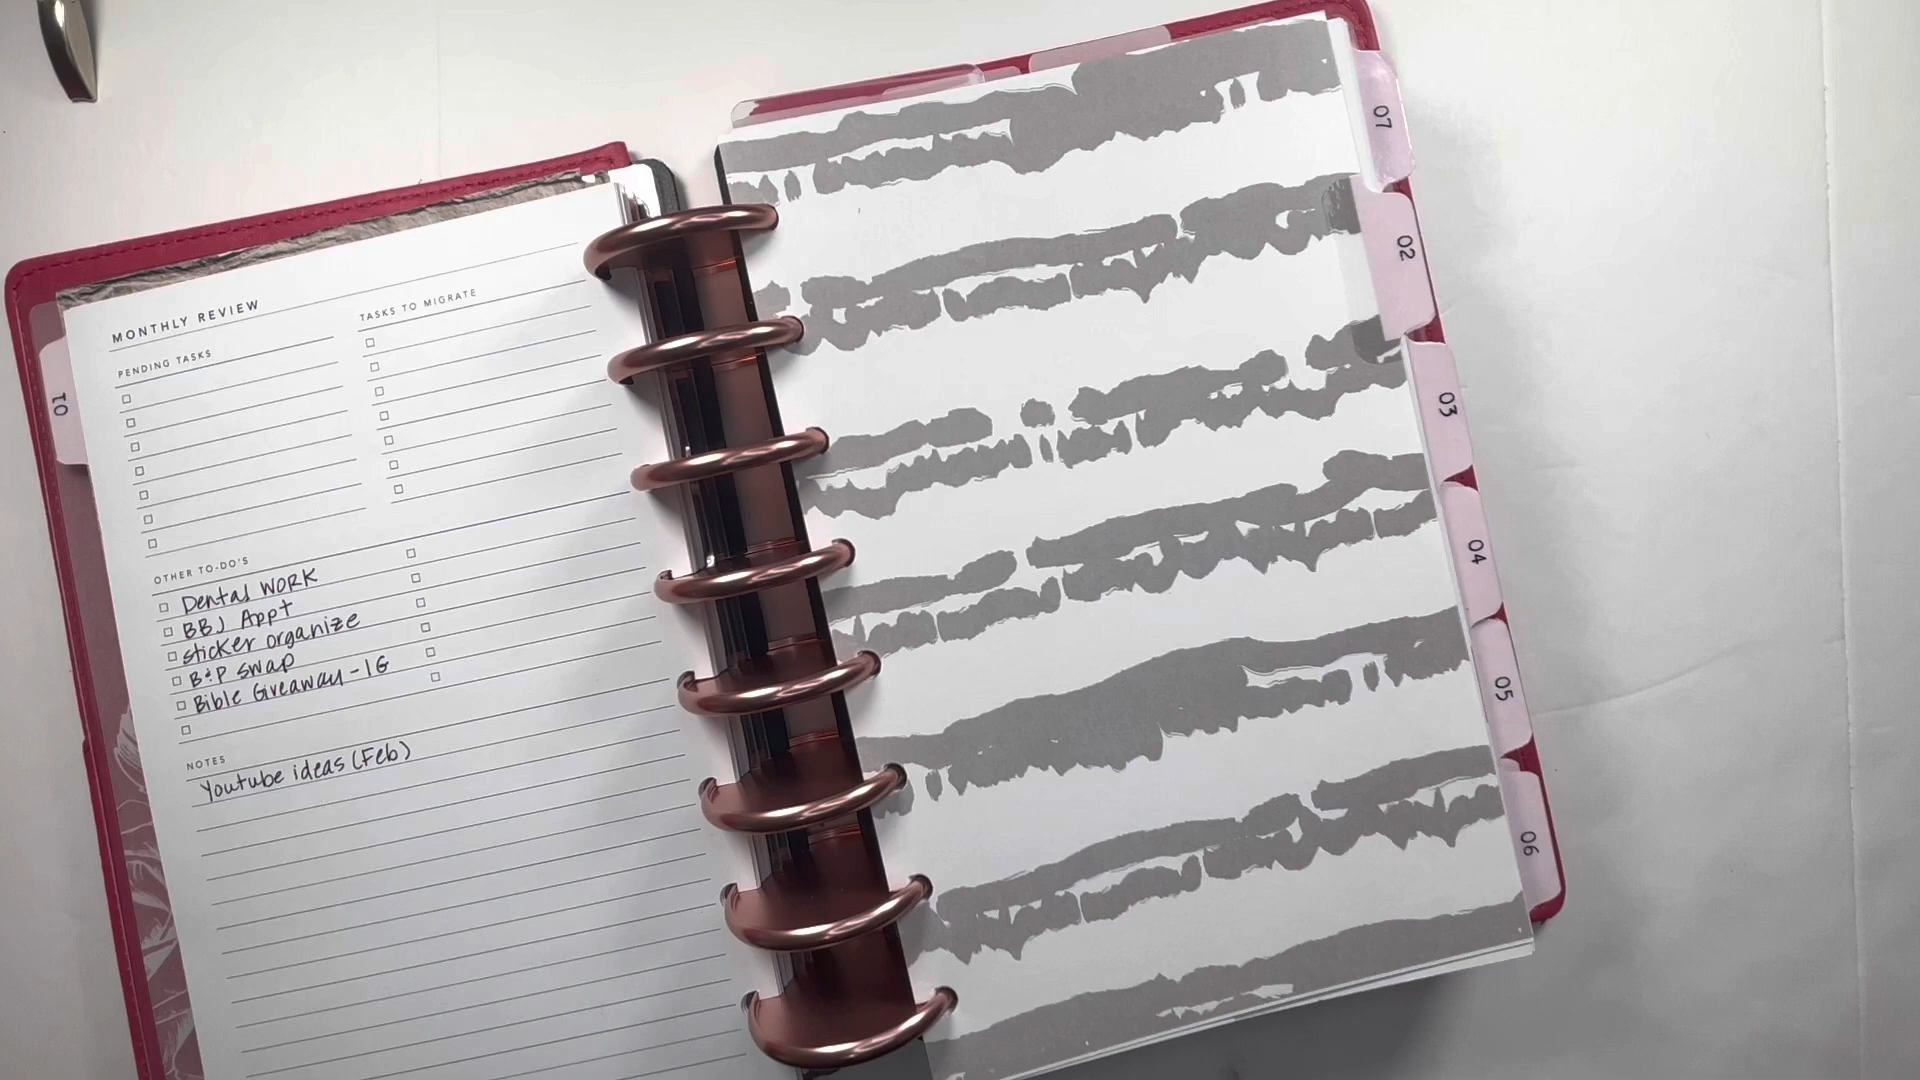 MONTHLY REVIEW
PENDING TASKS
TASKS TO MIGRATE
OTHER TO-DO'S
Dental WORK
BBJ Appt
sticker organize
B&P swap
Bible Giveaway - IG
NOTES
Youtube ideas (Feb)
01
07
02
03
04
05
06